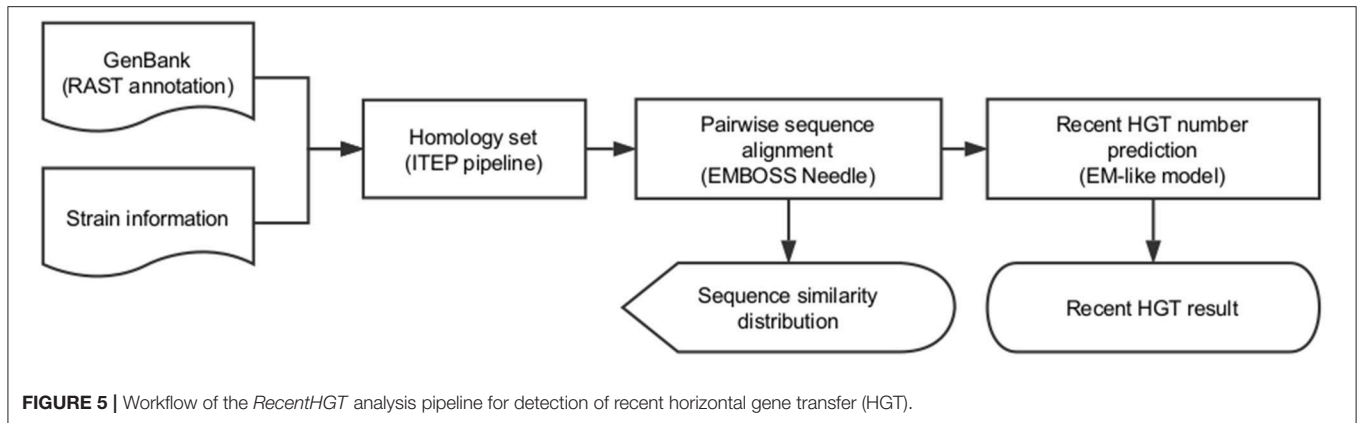 GenBank
(RAST annotation)
Strain information
Homology set
(ITEP pipeline)
Pairwise sequence
alignment
(EMBOSS Needle)
Recent HGT number
prediction
(EM-like model)
Sequence similarity
distribution
Recent HGT result
FIGURE 5 | Workflow of the RecentHGT analysis pipeline for detection of recent horizontal gene transfer (HGT).